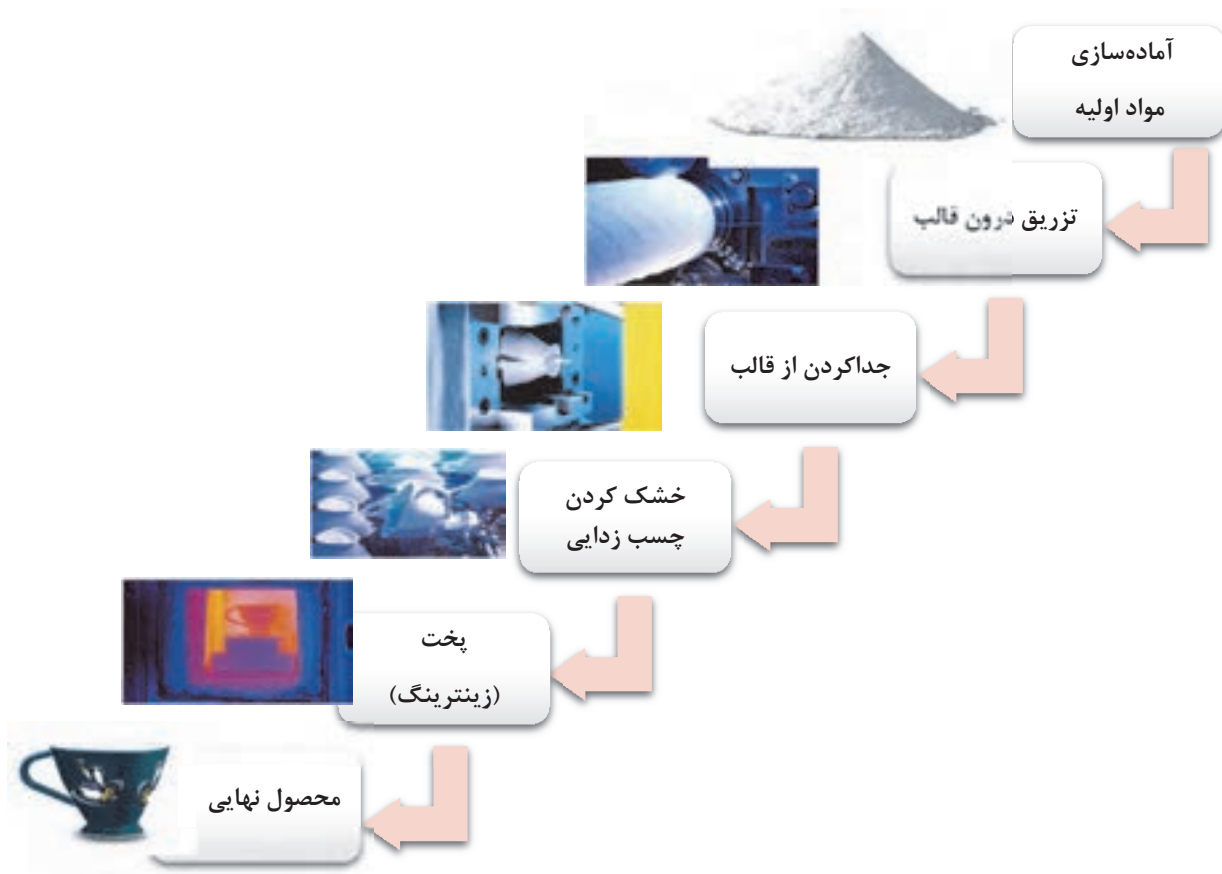 آماده‌سازی
مواد اولیه
تزریق درون قالب
جداکردن از قالب
خشک کردن
چسب زدایی
پخت
(زینترینگ)
محصول نهایی